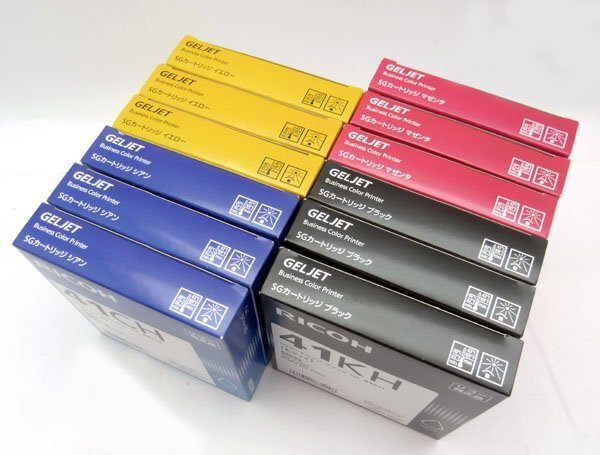 GELJET
Business Color Printer
SGカートリッジ イエロー
GELJET
Business Color Printer
SGカートリッジ イエロー
GELJET
Business Color Printer
SGカートリッジ イエロー
GELJET
Business Color Printer
SGカートリッジ シアン
GELJET
Business Color Printer
SGカートリッジ シアン
GELJET
Business Color Printer
SGカートリッジ シアン
RICOH
41CH
GELJET
Business Color Printer
SGカートリッジ マゼンタ
GELJET
Business Color Printer
SGカートリッジ マゼンタ
GELJET
Business Color Printer
SGカートリッジ マゼンタ
GELJET
Business Color Printer
SGカートリッジ ブラック
GELJET
Business Color Printer
SGカートリッジ ブラック
GELJET
Business Color Printer
SGカートリッジ ブラック
RICOH
41KH
リコー